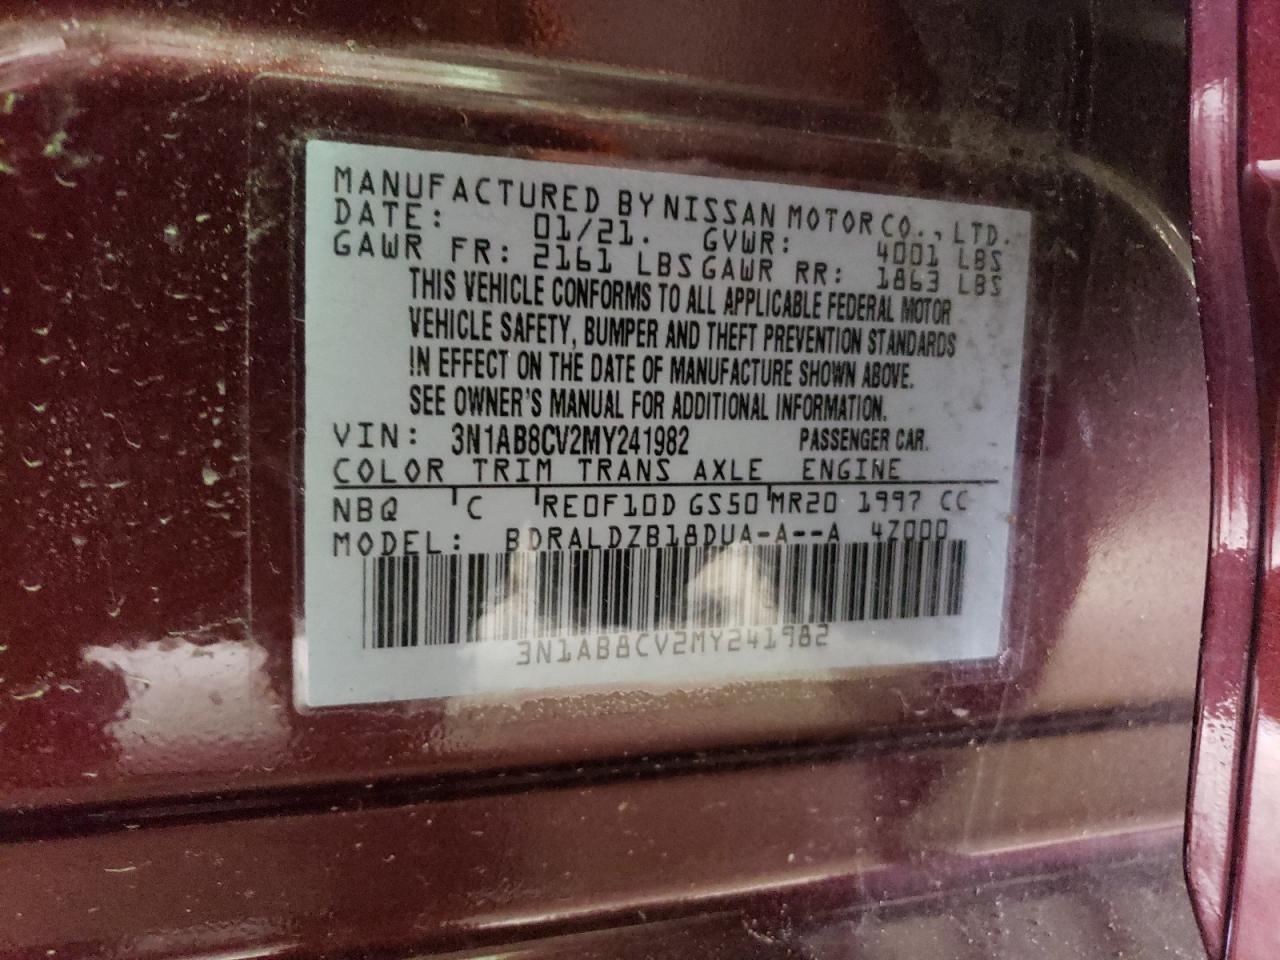 MANUFACTURED BY NISSAN MOTOR CO., LTD.
DATE: 01/21. GVWR: 4001 LBS
GAWR FR: 2161 LBS GAWR RR: 1863 LBS
THIS VEHICLE CONFORMS TO ALL APPLICABLE FEDERAL MOTOR
VEHICLE SAFETY, BUMPER AND THEFT PREVENTION STANDARDS
IN EFFECT ON THE DATE OF MANUFACTURE SHOWN ABOVE.
SEE OWNER'S MANUAL FOR ADDITIONAL INFORMATION.
VIN: 3N1AB8CV2MY241982 PASSENGER CAR.
COLOR TRIM TRANS AXLE ENGINE
NBQ C RE0F10D GS50 MR20 1997 CC
MODEL: BDRALDZB18DUA-A--A 4Z000
3N1AB8CV2MY241982